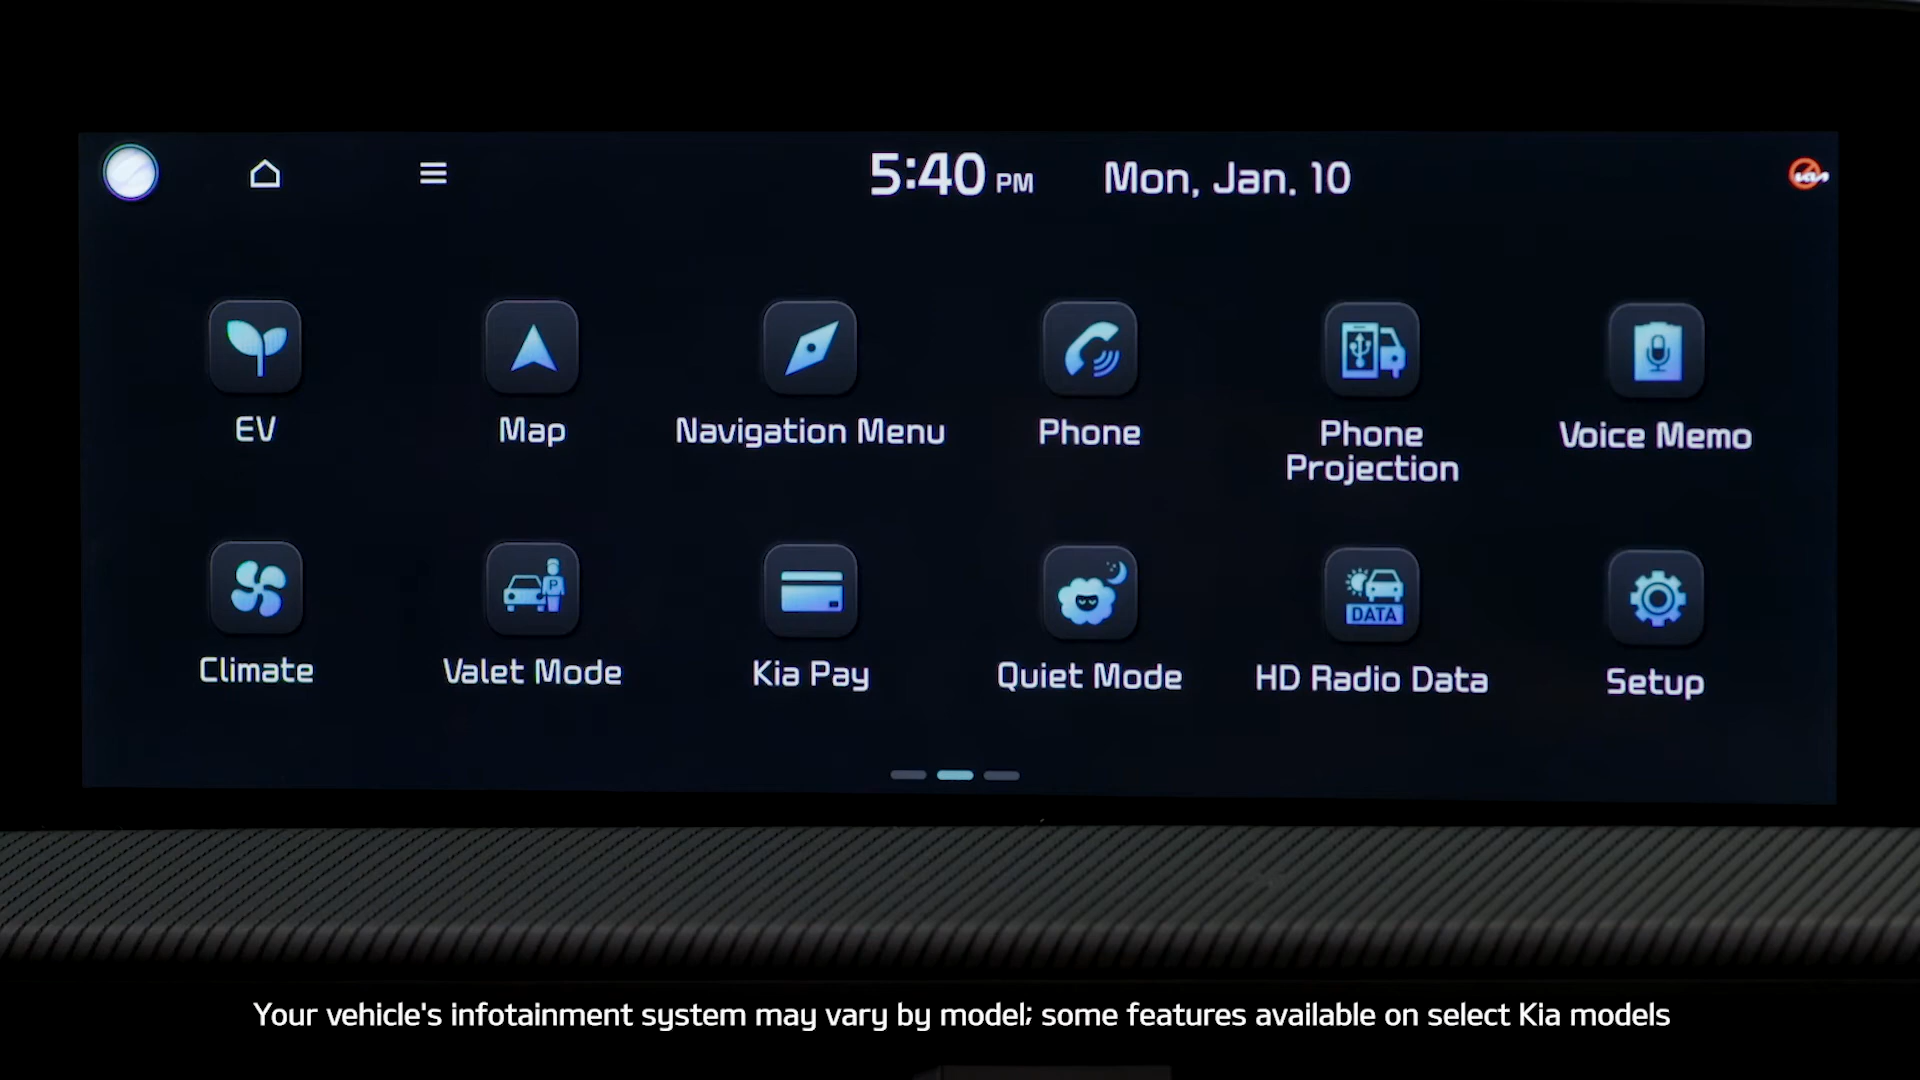 5:40 PM Mon, Jan. 10
EV
Map
Navigation Menu
Phone
Phone
Projection
Voice Memo
Climate
P
Valet Mode
Kia Pay
Quiet Mode
DATA
HD Radio Data
Setup
Your vehicle's infotainment system may vary by model; some features available on select Kia models